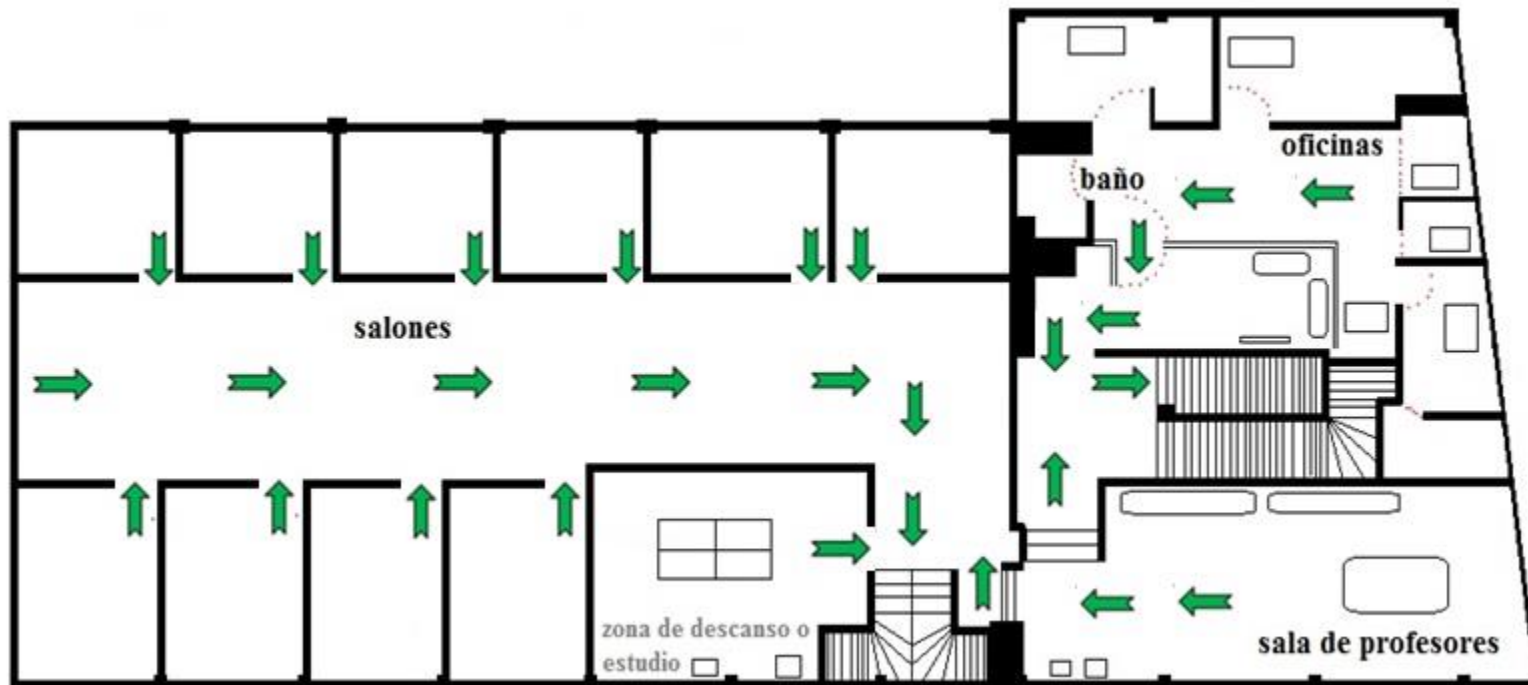 oficinas
baño
salones
zona de descanso o
estudio
sala de profesores